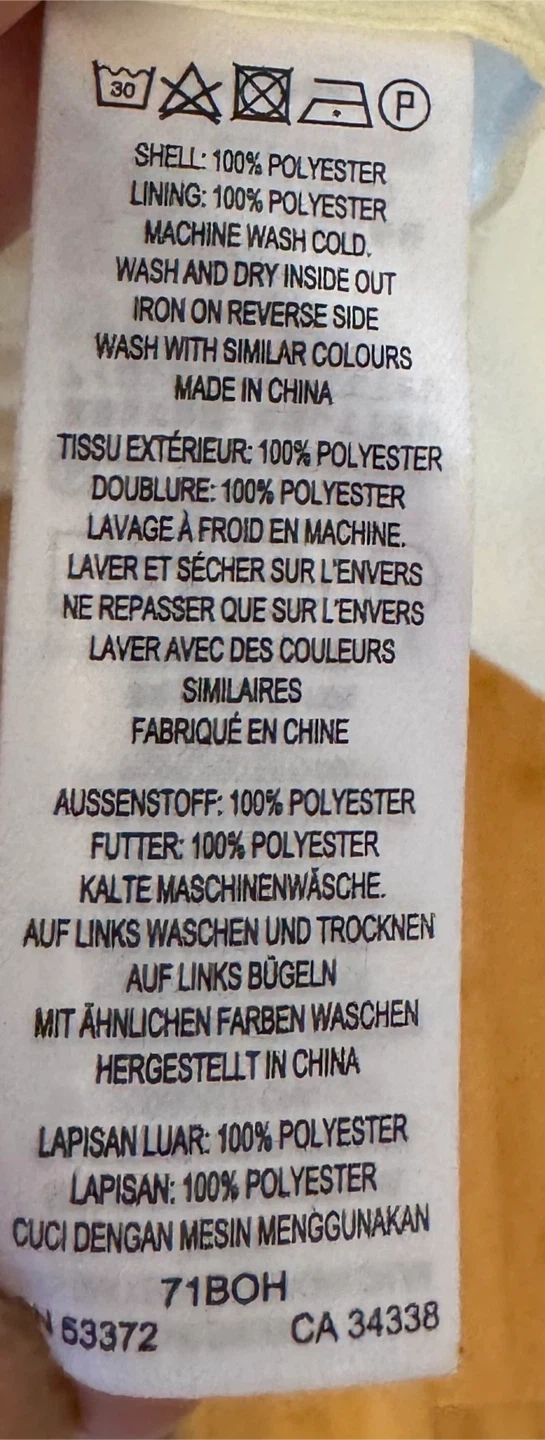 30 P
SHELL: 100% POLYESTER
LINING: 100% POLYESTER
MACHINE WASH COLD.
WASH AND DRY INSIDE OUT
IRON ON REVERSE SIDE
WASH WITH SIMILAR COLOURS
MADE IN CHINA
TISSU EXTÉRIEUR: 100% POLYESTER
DOUBLURE: 100% POLYESTER
LAVAGE À FROID EN MACHINE.
LAVER ET SÉCHER SUR L'ENVERS
NE REPASSER QUE SUR L'ENVERS
LAVER AVEC DES COULEURS
SIMILAIRES
FABRIQUÉ EN CHINE
AUSSENSTOFF: 100% POLYESTER
FUTTER: 100% POLYESTER
KALTE MASCHINENWÄSCHE.
AUF LINKS WASCHEN UND TROCKNEN
AUF LINKS BÜGELN
MIT ÄHNLICHEN FARBEN WASCHEN
HERGESTELLT IN CHINA
LAPISAN LUAR: 100% POLYESTER
LAPISAN: 100% POLYESTER
CUCI DENGAN MESIN MENGGUNAKAN
71BOH
63372 CA 34338